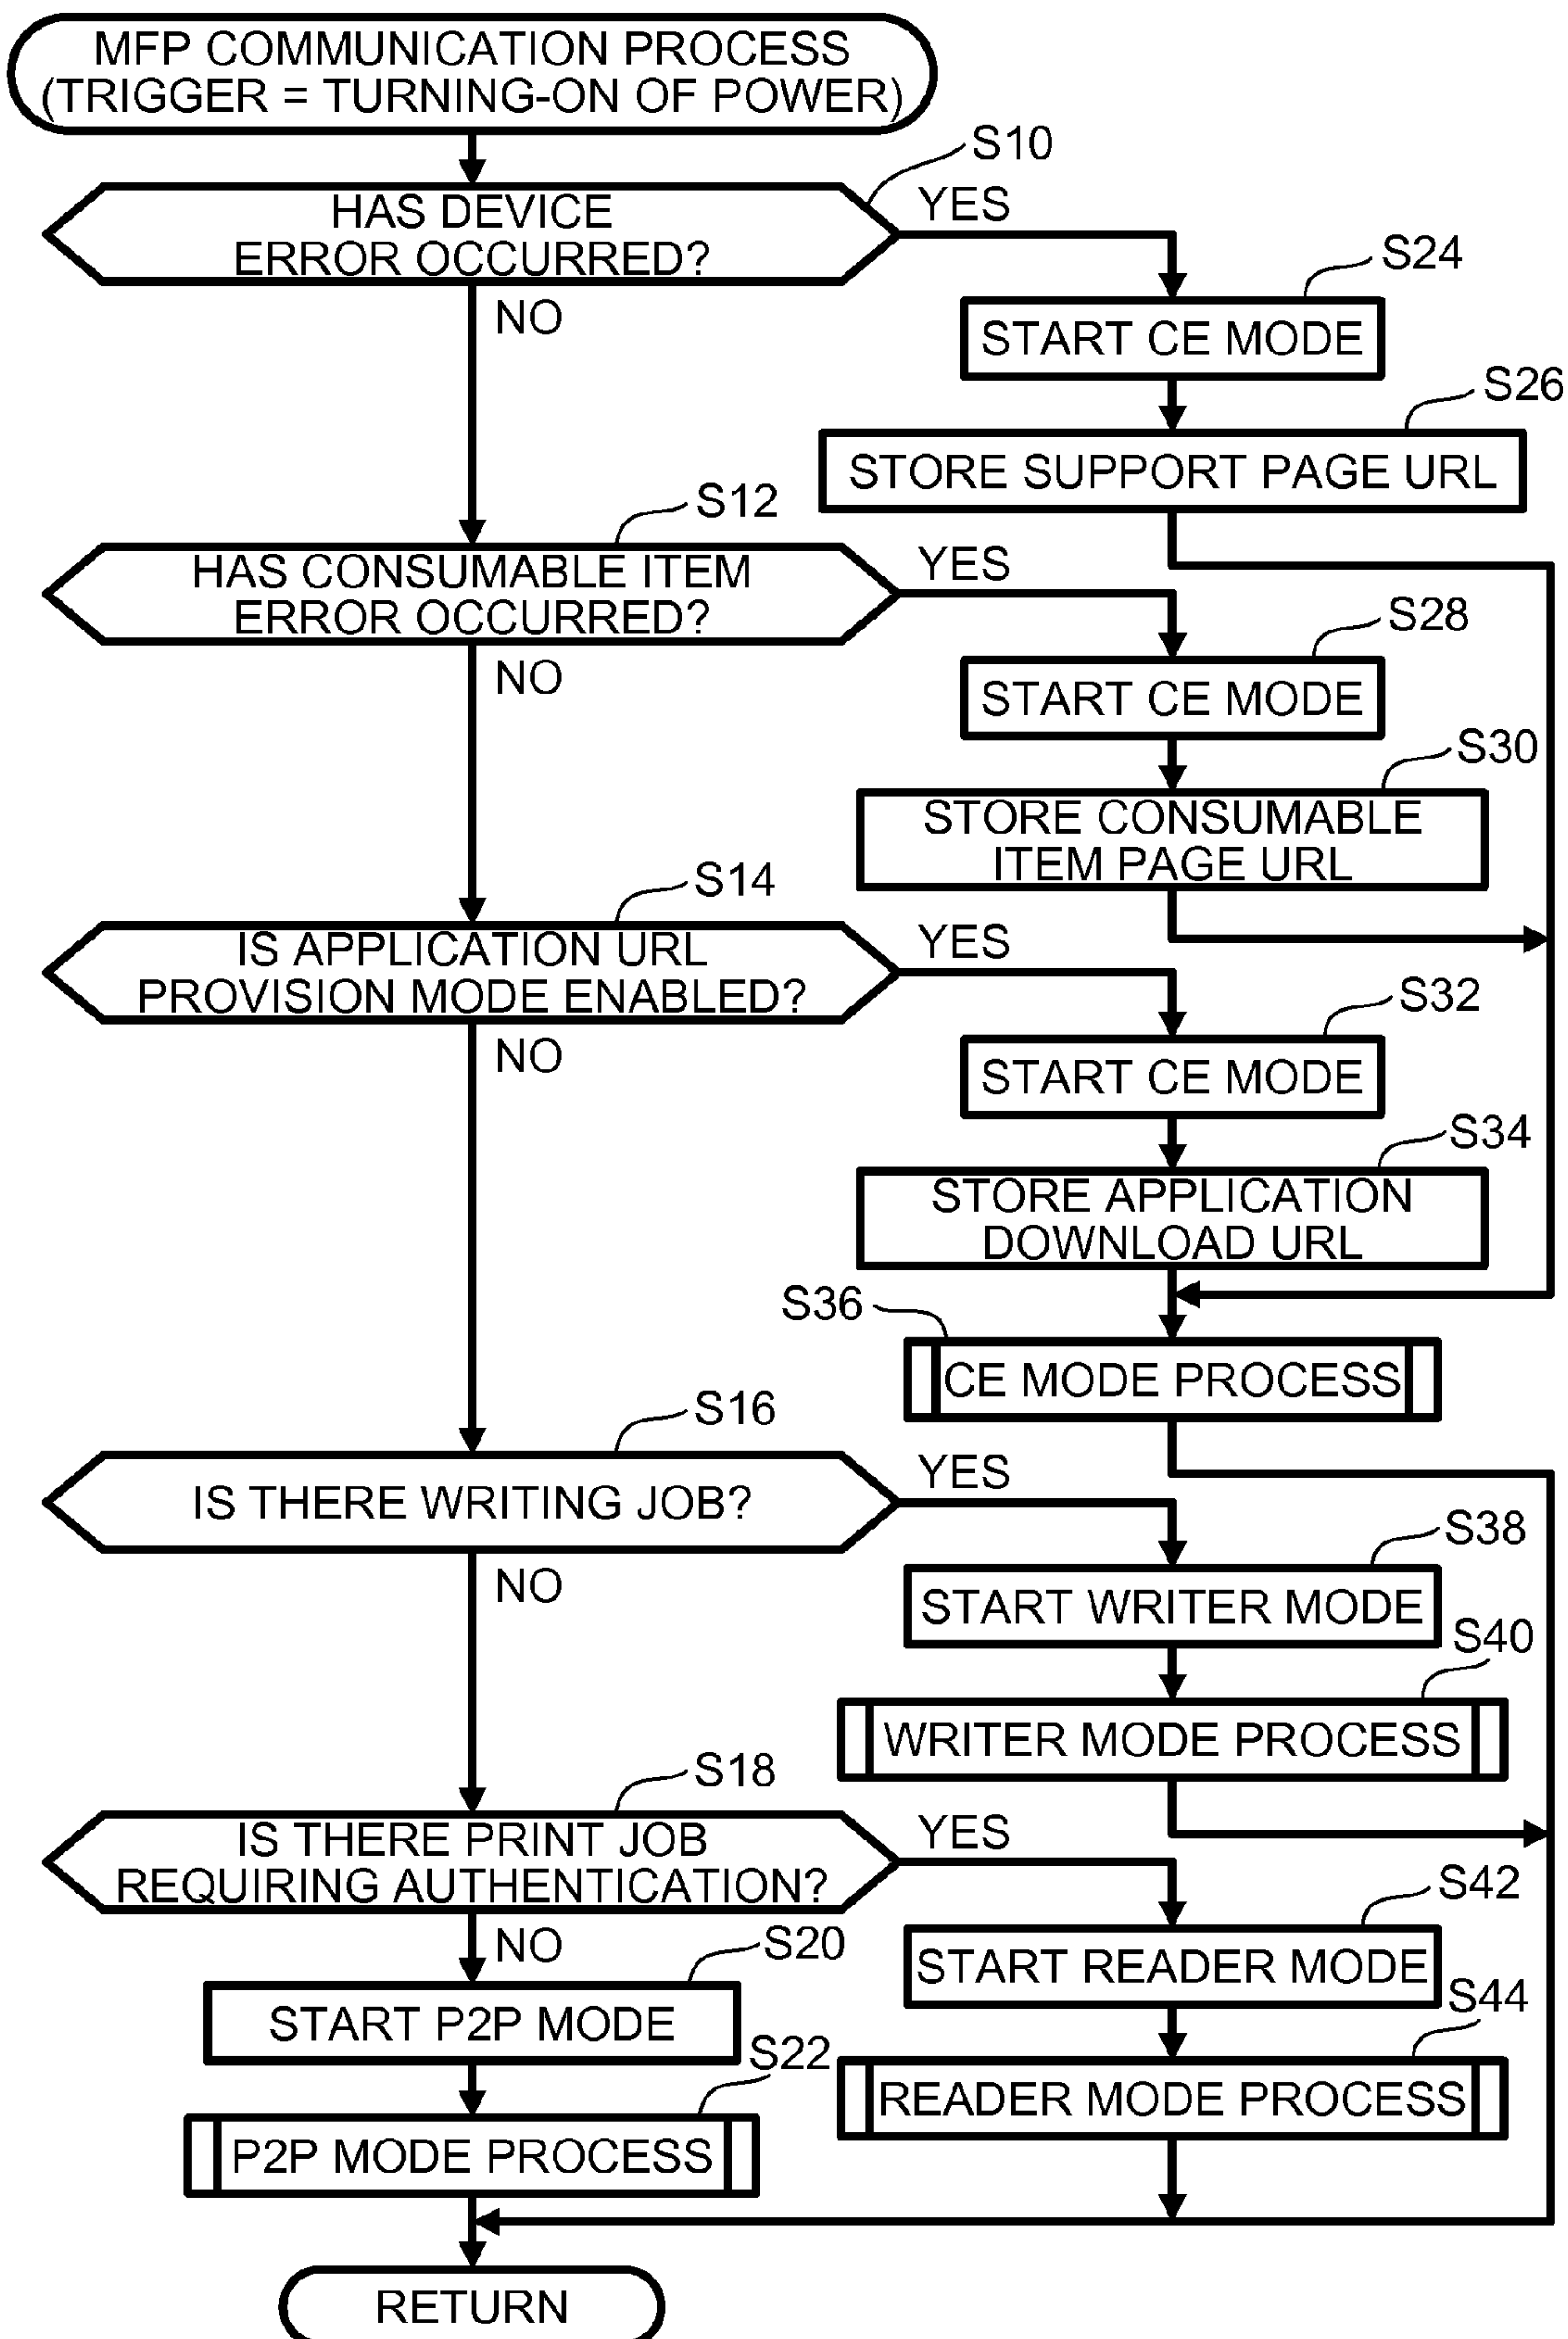 MFP COMMUNICATION PROCESS
(TRIGGER = TURNING-ON OF POWER)
S10
HAS DEVICE
ERROR OCCURRED?
YES
NO
S24
START CE MODE
S26
STORE SUPPORT PAGE URL
S12
HAS CONSUMABLE ITEM
ERROR OCCURRED?
YES
NO
S28
START CE MODE
S30
STORE CONSUMABLE
ITEM PAGE URL
S14
IS APPLICATION URL
PROVISION MODE ENABLED?
YES
NO
S32
START CE MODE
S34
STORE APPLICATION
DOWNLOAD URL
S36
CE MODE PROCESS
S16
IS THERE WRITING JOB?
YES
NO
S38
START WRITER MODE
S40
WRITER MODE PROCESS
S18
IS THERE PRINT JOB
REQUIRING AUTHENTICATION?
YES
NO
S42
START READER MODE
S44
READER MODE PROCESS
S20
START P2P MODE
S22
P2P MODE PROCESS
RETURN